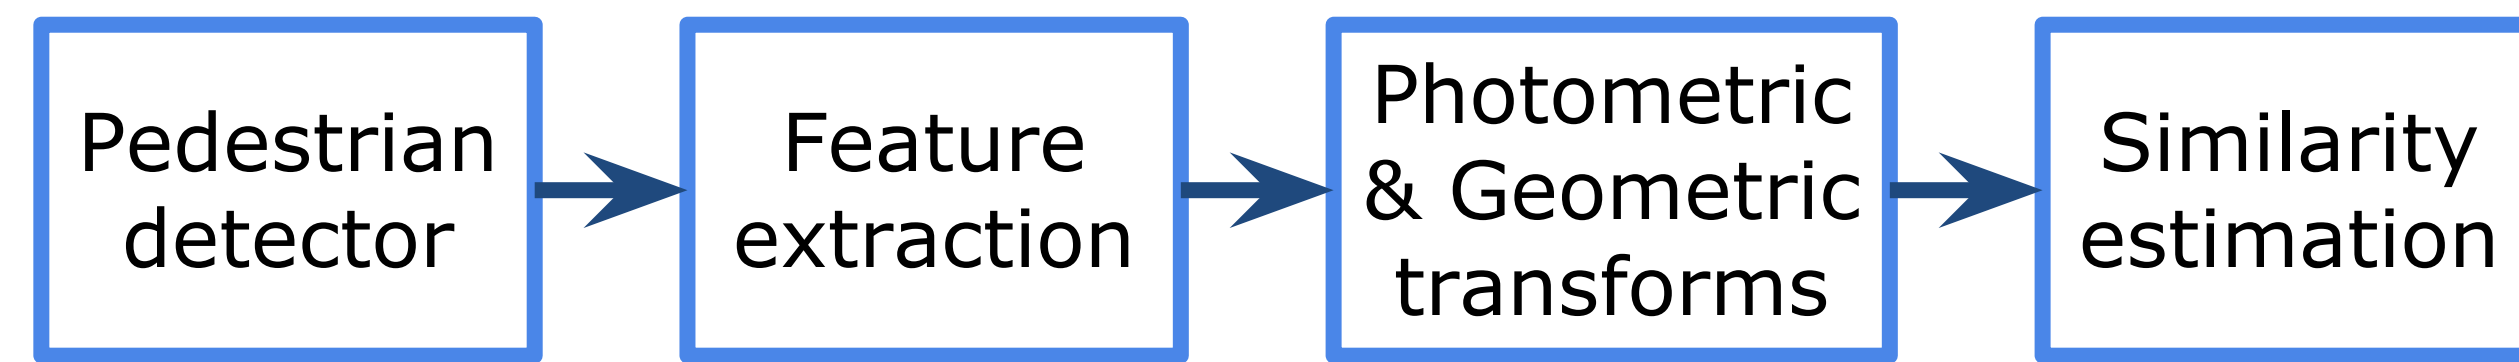 Pedestrian
detector
Feature
extraction
Photometric
& Geometric
transforms
Similarity
estimation